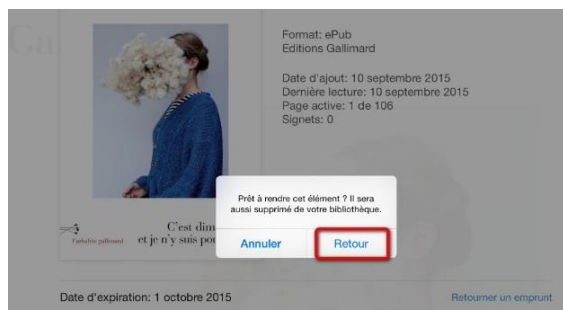 Format: ePub
Editions Gallimard
Date d'ajout: 10 septembre 2015
Dernière lecture: 10 septembre 2015
Page active: 1 de 106
Signets: 0
Prêt à rendre cet élément ? Il sera
aussi supprimé de votre bibliothèque.
Annuler
Retour
l'arbalète gallimard
C'est dim
et je n'y suis pou
Date d'expiration: 1 octobre 2015
Retourner un emprunt